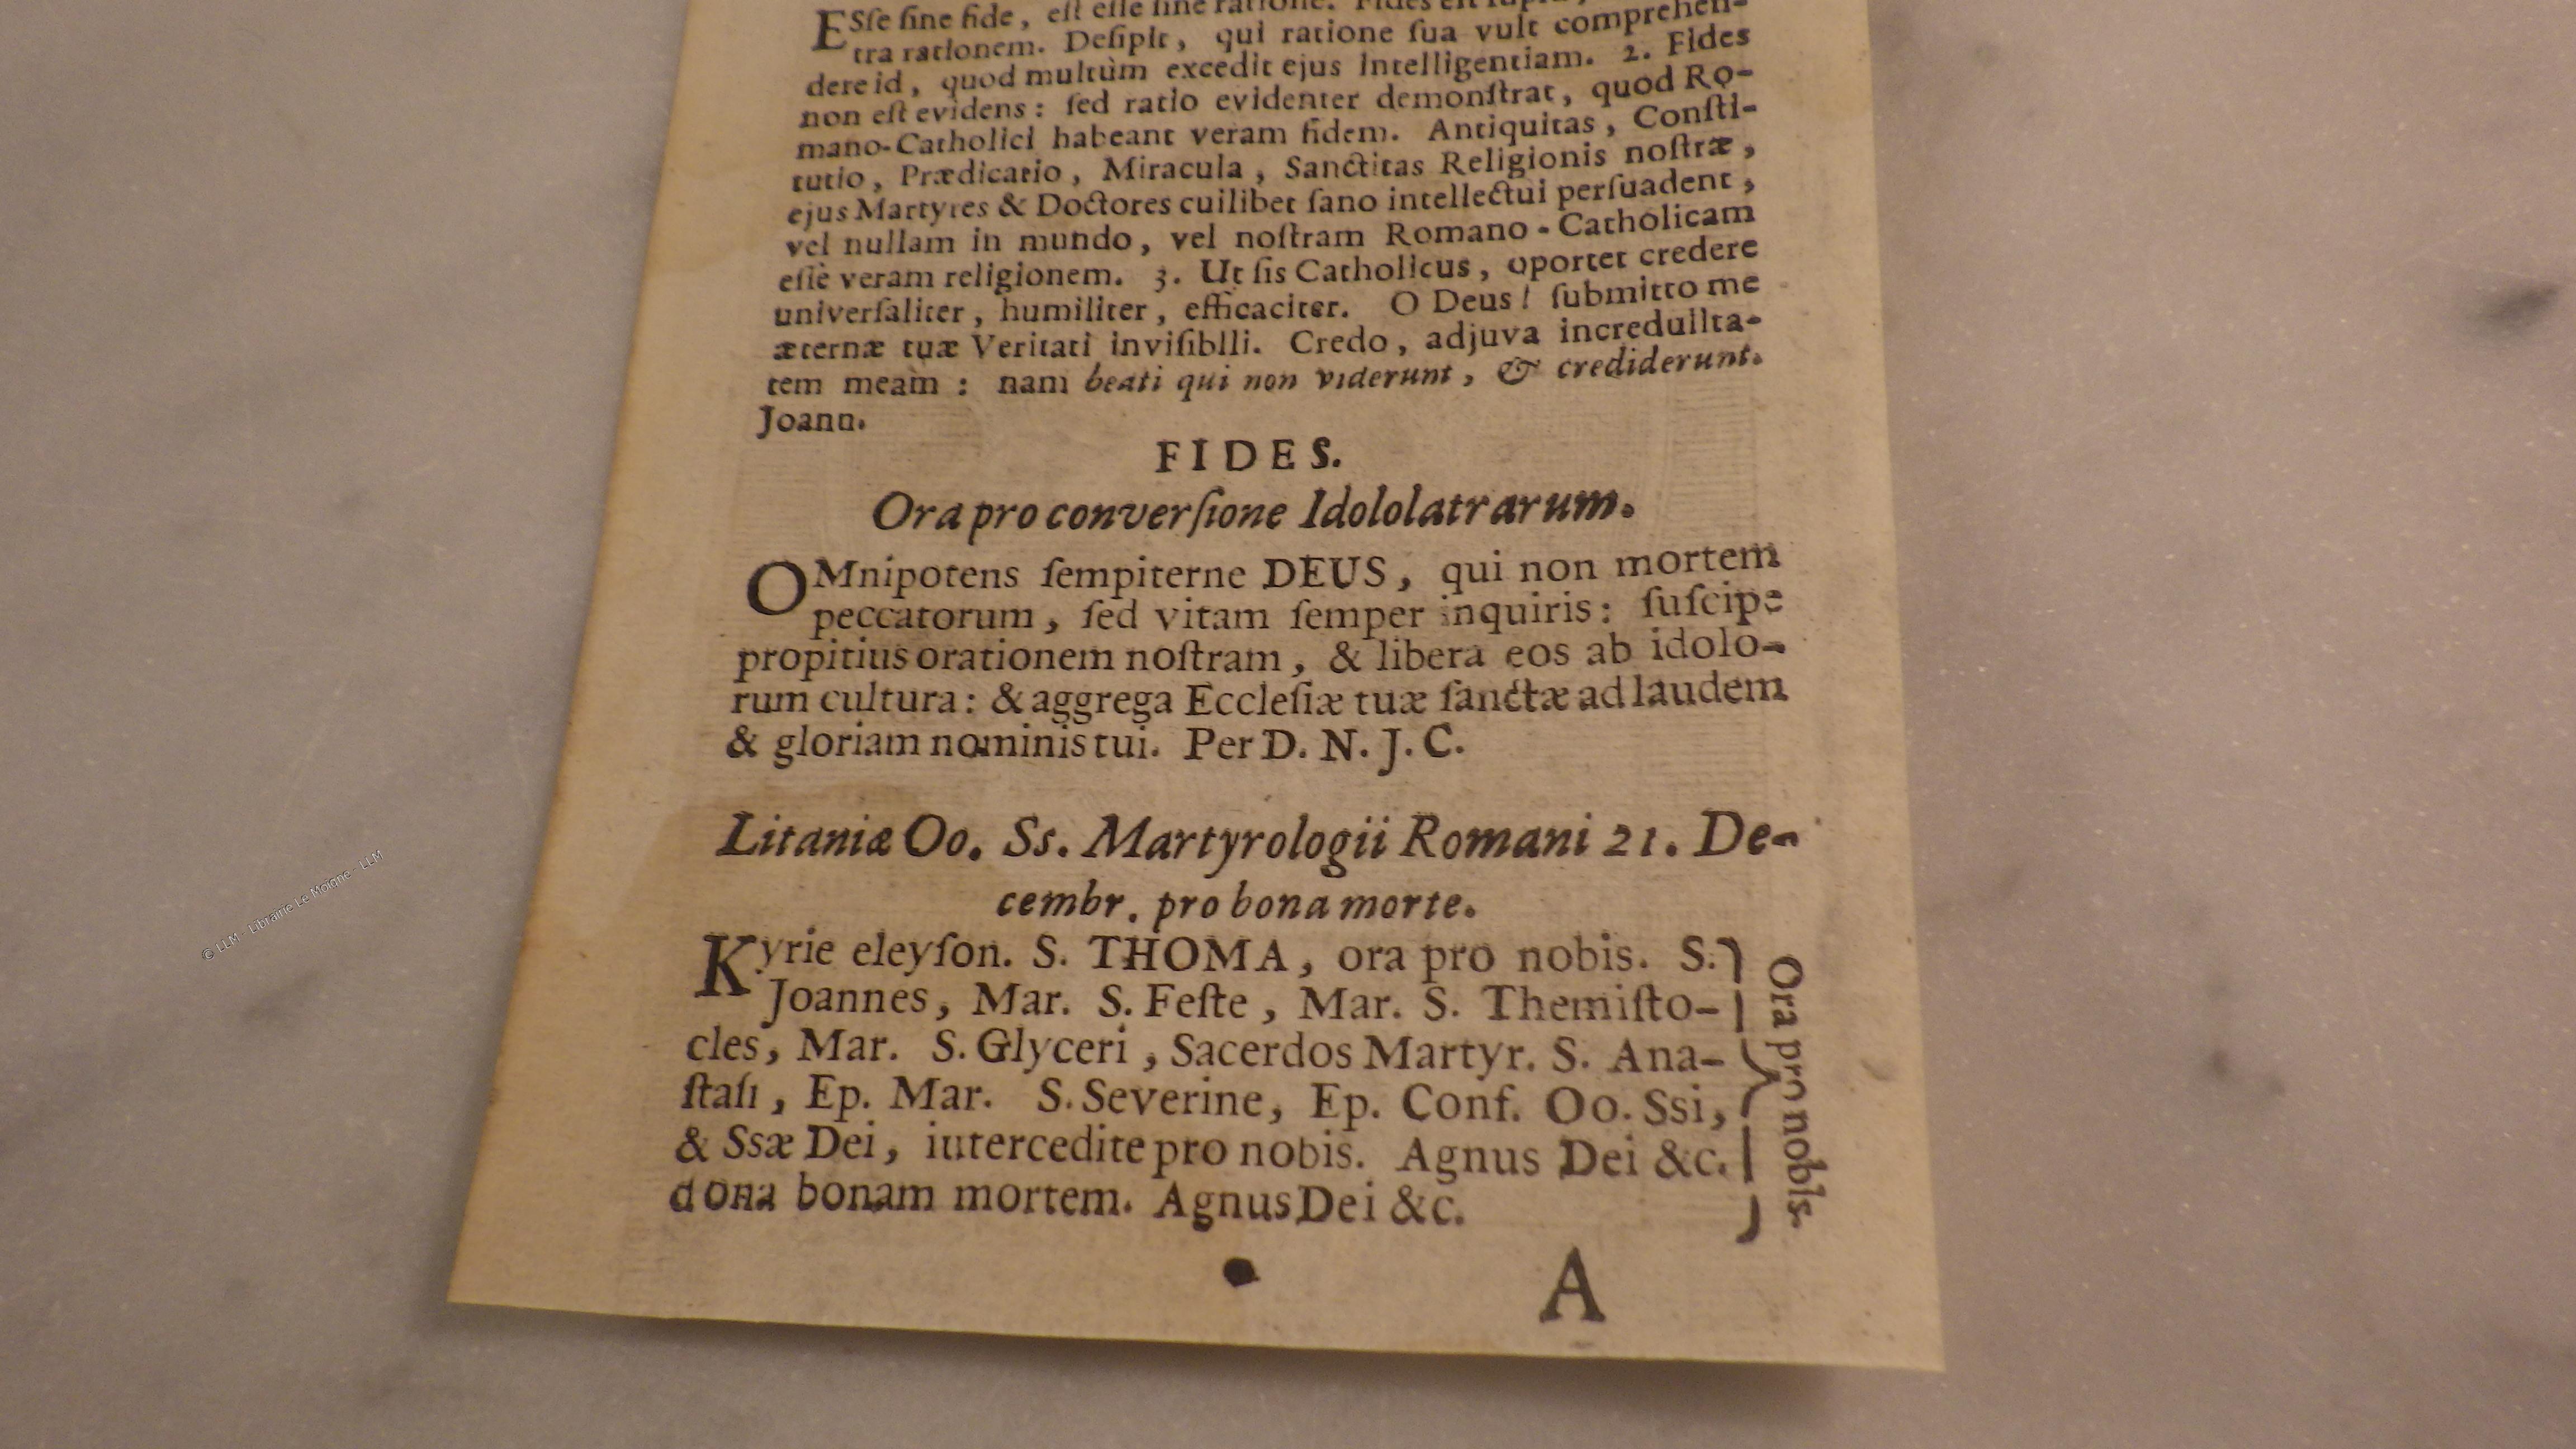 ESſe ſine fide, eſt eſſe ſine ratione. Fides eſt
tra rationem. Deſipit, qui ratione ſua vult comprehen-
dere id, quod multùm excedit ejus intelligentiam. 2. Fides
non eſt evidens: ſed ratio evidenter demonſtrat, quod Ro-
mano-Catholici habeant veram fidem. Antiquitas, Conſti-
tutio, Prædicatio, Miracula, Sanctitas Religionis noſtræ,
ejus Martyres & Doctores cuilibet ſano intellectui perſuadent,
vel nullam in mundo, vel noſtram Romano-Catholicam
eſſe veram religionem. 3. Ut ſis Catholicus, oportet credere
univerſaliter, humiliter, efficaciter. O Deus! ſubmitto me
æternæ tuæ Veritati inviſibili. Credo, adjuva incredulita-
tem meam: nam beati qui non viderunt, & crediderunt.
Joann.
FIDES.
Ora pro converſione Idololatrarum.
OMnipotens ſempiterne DEUS, qui non mortem
peccatorum, ſed vitam ſemper inquiris: ſuſcipe
propitius orationem noſtram, & libera eos ab idolo-
rum cultura: & aggrega Eccleſiæ tuæ ſanctæ ad laudem
& gloriam nominis tui. Per D. N. J. C.
Litaniæ Oo. Ss. Martyrologii Romani 21. De-
cembr. pro bona morte.
Kyrie eleyſon. S. THOMA, ora pro nobis. S.
Joannes, Mar. S. Feſte, Mar. S. Themiſto-
cles, Mar. S. Glyceri, Sacerdos Martyr. S. Ana-
ſtaſi, Ep. Mar. S. Severine, Ep. Conf. Oo. Ssi,
& Ssæ Dei, iutercedite pro nobis. Agnus Dei &c.
dona bonam mortem. Agnus Dei &c.
Ora pro nobis.
A
© LLM - Librairie Le Moigne - LLM